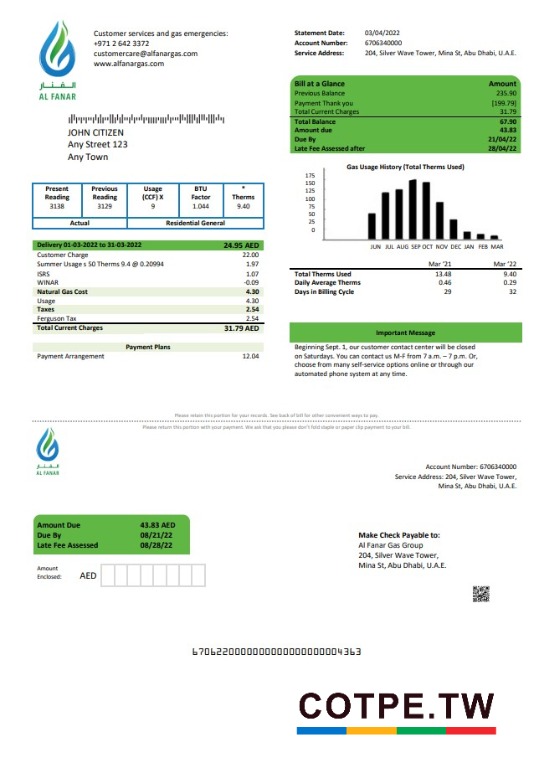 Customer services and gas emergencies:
+971 2 642 3372
customercare@alfanargas.com
www.alfanargas.com
الفنار
AL FANAR
Statement Date: 03/04/2022
Account Number: 6706340000
Service Address: 204, Silver Wave Tower, Mina St, Abu Dhabi, U.A.E.
JOHN CITIZEN
Any Street 123
Any Town
Bill at a Glance Amount
Previous Balance 235.90
Payment Thank you [199.79]
Total Current Charges 31.79
Total Balance 67.90
Amount due 43.83
Due By 21/04/22
Late Fee Assessed after 28/04/22
Present Reading Previous Reading Usage (CCF) X BTU Factor * Therms
3138 3129 9 1.044 9.40
Actual Residential General
Gas Usage History (Total Therms Used)
175
150
125
100
75
50
25
0
JUN JUL AUG SEP OCT NOV DEC JAN FEB MAR
Delivery 01-03-2022 to 31-03-2022 24.95 AED
Customer Charge 22.00
Summer Usage s S0 Therms 9.4 @ 0.20994 1.97
ISRS 1.07
WINAR -0.09
Natural Gas Cost 4.30
Usage 4.30
Taxes 2.54
Ferguson Tax 2.54
Total Current Charges 31.79 AED
Payment Plans
Payment Arrangement 12.04
Mar '21 Mar '22
Total Therms Used 13.48 9.40
Daily Average Therms 0.46 0.29
Days in Billing Cycle 29 32
Important Message
Beginning Sept. 1, our customer contact center will be closed
on Saturdays. You can contact us M-F from 7 a.m. – 7 p.m. Or,
choose from many self-service options online or through our
automated phone system at any time.
Please return this portion for your records. See back of bill for other convenient ways to pay.
Please return this portion with your payment. We ask that you please don't fold staple or paper clip payment to your bill.
الفنار
AL FANAR
Account Number: 6706340000
Service Address: 204, Silver Wave Tower,
Mina St, Abu Dhabi, U.A.E.
Amount Due 43.83 AED
Due By 08/21/22
Late Fee Assessed 08/28/22
Amount
Enclosed: AED
Make Check Payable to:
Al Fanar Gas Group
204, Silver Wave Tower,
Mina St, Abu Dhabi, U.A.E.
COTPE.TW